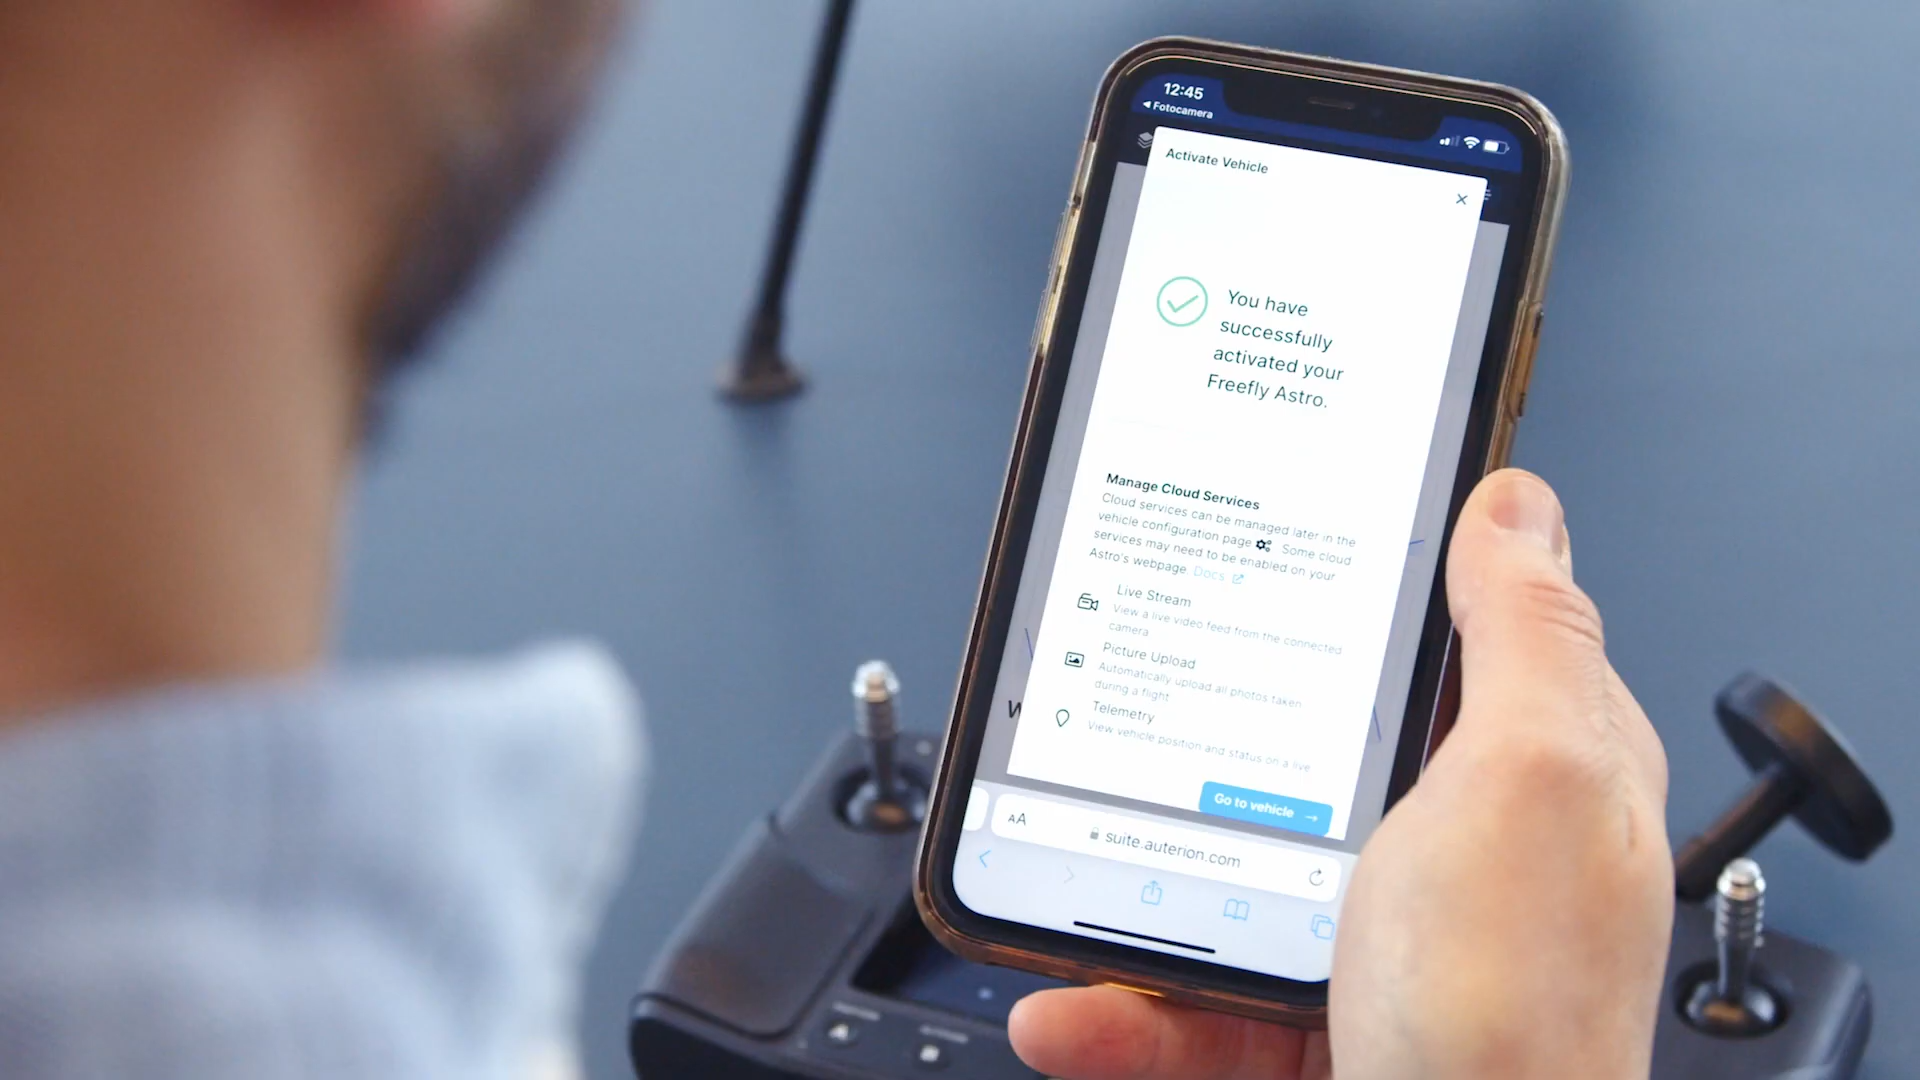 12:45
Fotocamera
Activate Vehicle
You have
successfully
activated your
Freefly Astro.
Manage Cloud Services
Cloud services can be managed later in the
vehicle configuration page Some cloud
services may need to be enabled on your
Astro's webpage. Docs
Live Stream
View a live video feed from the connected
camera
Picture Upload
Automatically upload all photos taken
during a flight
Telemetry
View vehicle position and status on a live
W
Go to vehicle →
AA
suite.auterion.com
A
B